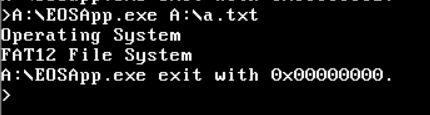 >A:\EOSApp.exe A:\a.txt
Operating System
FAT12 File System
A:\EOSApp.exe exit with 0x00000000.
>